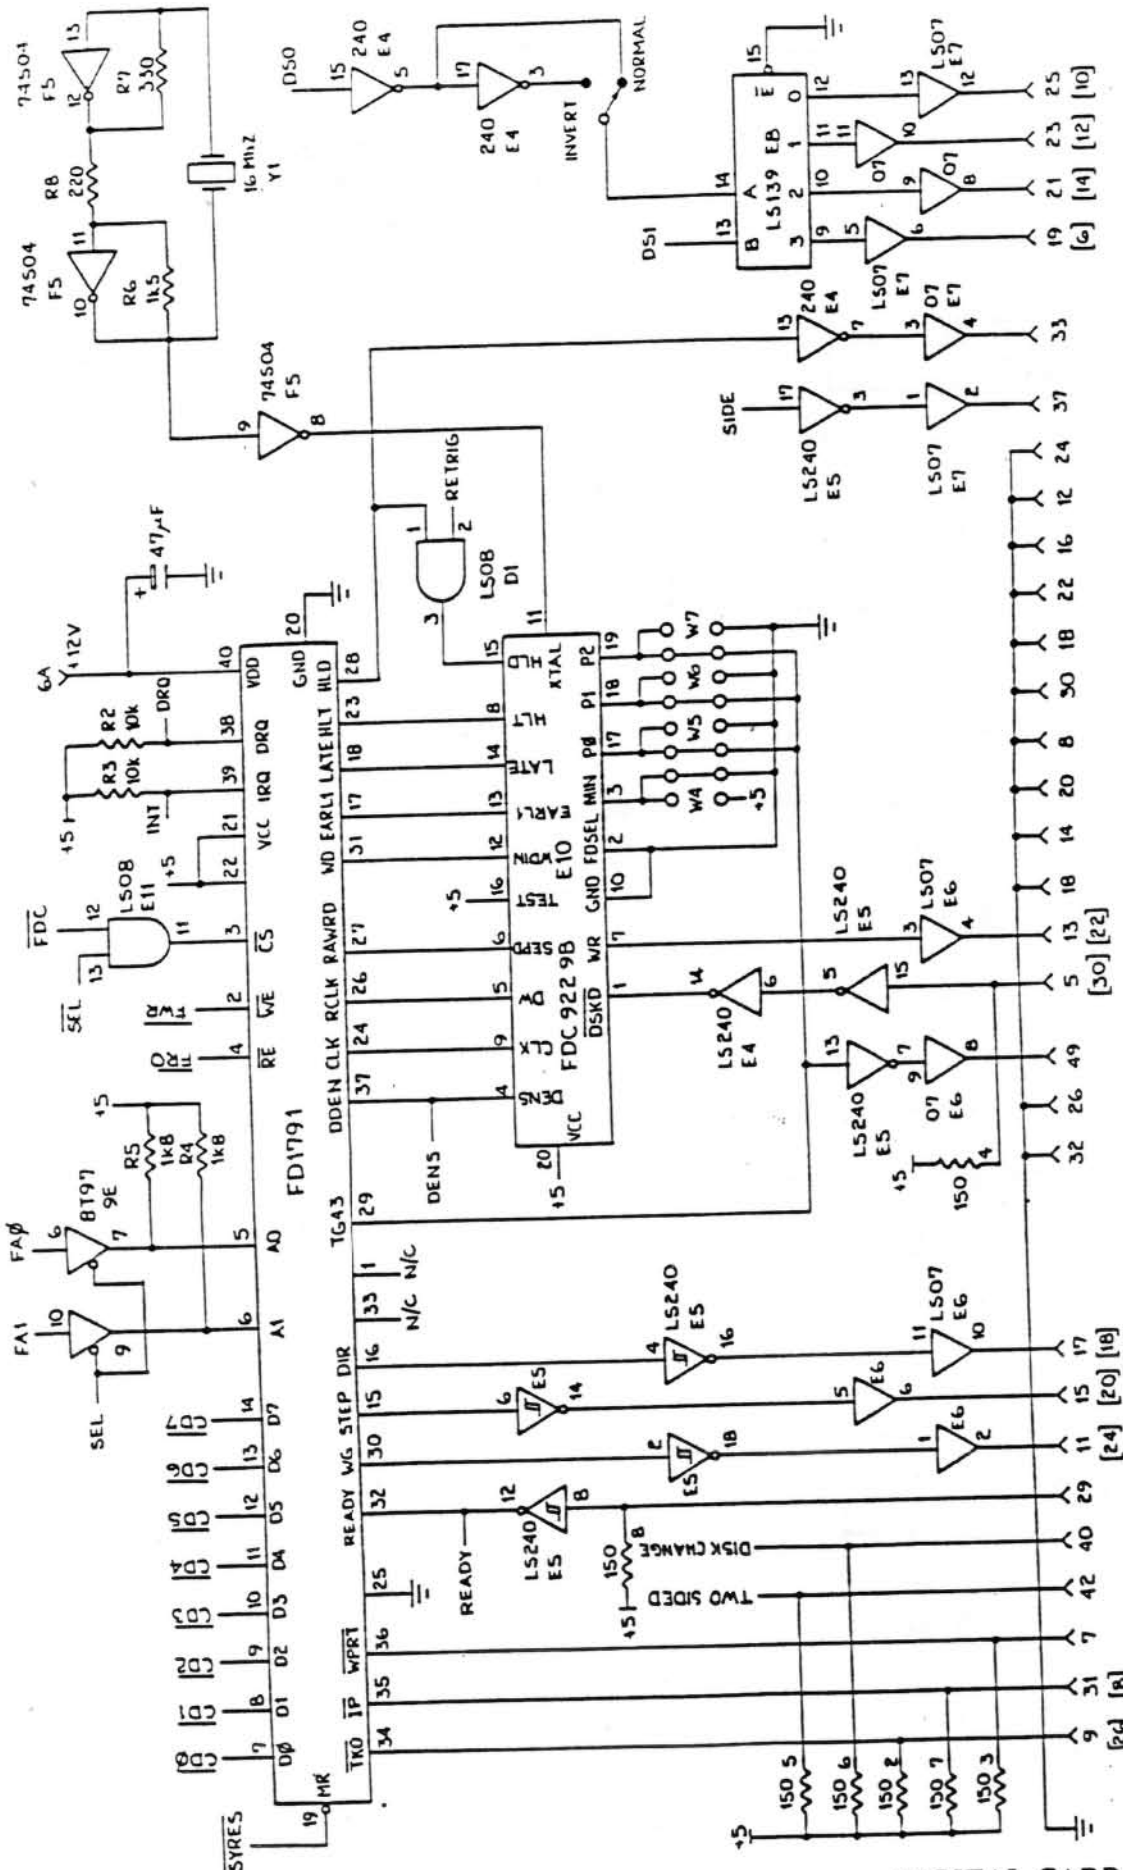 74S04
F5
13
12
R7
330
R8
220
16 MHZ
Y1
74S04
F5
11
10
R6
1k5
74S04
F5
9
8
DS0
240
E4
15
5
17
3
240
E4
INVERT
NORMAL
DS1
14
13
A
B
E
15
LS139
E8
0
1
2
3
12
11
10
9
LS07
E7
13
12
11
10
07
9
8
07
5
6
LS07
E7
25
[10]
23
[12]
21
[14]
19
[6]
240
E4
13
7
07
E7
3
4
33
SIDE
17
3
LS240
E5
1
2
LS07
E7
37
6A
+12V
+
47µF
+5
R2
10k
R3
10k
DRQ
INT
+5
LS08
E11
FDC
12
13
11
SEL
FWR
FRO
+5
R5
1k8
R4
1k8
8T97
9E
FAØ
6
7
FA1
10
9
SEL
CD7
CD6
CD5
CD4
CD3
CD2
CD1
CDØ
SYRES
FD1791
40
VDD
GND
20
38
DRQ
39
IRQ
21
22
VCC
3
CS
2
WE
4
RE
5
A0
6
A1
14
D7
13
D6
12
D5
11
D4
10
D3
9
D2
8
D1
7
DØ
19
MR
HLD
28
HLT
23
LATE
18
EARL1
17
WD
31
RAWRD
27
RCLK
26
CLK
24
DDEN
37
TG43
29
1
N/C
33
N/C
DIR
16
STEP
15
WG
30
READY
32
25
WPRT
36
IP
35
TKO
34
RETRIG
1
2
3
LS08
D1
FDC 922 9B
E10
15
HLD
XTAL
11
8
HLT
14
LATE
13
EARL1
12
WDIN
16
TEST
+5
6
SEPD
5
DW
9
CLK
4
DENS
DENS
VCC
20
+5
P2
19
P1
18
PØ
17
MIN
3
FDSEL
2
GND
10
WR
7
DSKD
1
W7
W6
W5
W4
+5
LS240
E4
14
6
LS240
E5
5
15
LS07
E6
3
4
LS240
E5
13
7
07
E6
9
8
+5
150
4
LS240
E5
4
16
LS07
E6
11
10
E5
6
14
E6
5
6
E5
2
18
E6
1
2
READY
LS240
E5
12
8
150
8
+5
DISK CHANGE
TWO SIDED
+5
150
5
150
6
150
2
150
7
150
3
24
12
16
22
18
30
8
20
14
18
13
[22]
5
[30]
49
26
32
17
[18]
15
[20]
11
[24]
29
40
42
7
31
[8]
9
[26]